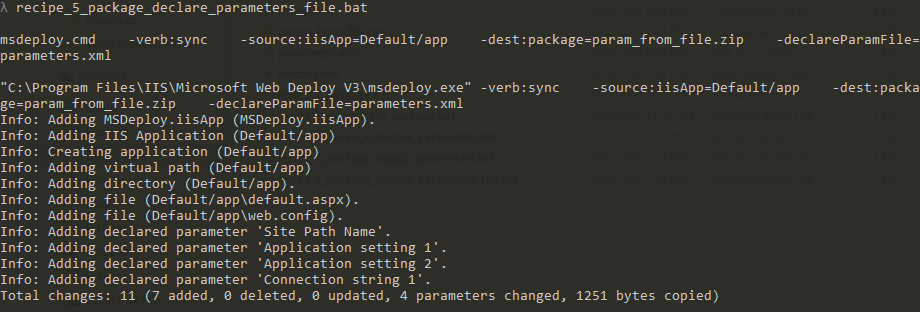 λ recipe_5_package_declare_parameters_file.bat
msdeploy.cmd    -verb:sync    -source:iisApp=Default/app    -dest:package=param_from_file.zip    -declareParamFile=
parameters.xml
"C:\Program Files\IIS\Microsoft Web Deploy V3\msdeploy.exe" -verb:sync    -source:iisApp=Default/app    -dest:packa
ge=param_from_file.zip    -declareParamFile=parameters.xml
Info: Adding MSDeploy.iisApp (MSDeploy.iisApp).
Info: Adding IIS Application (Default/app)
Info: Creating application (Default/app)
Info: Adding virtual path (Default/app)
Info: Adding directory (Default/app).
Info: Adding file (Default/app\default.aspx).
Info: Adding file (Default/app\web.config).
Info: Adding declared parameter 'Site Path Name'.
Info: Adding declared parameter 'Application setting 1'.
Info: Adding declared parameter 'Application setting 2'.
Info: Adding declared parameter 'Connection string 1'.
Total changes: 11 (7 added, 0 deleted, 0 updated, 4 parameters changed, 1251 bytes copied)